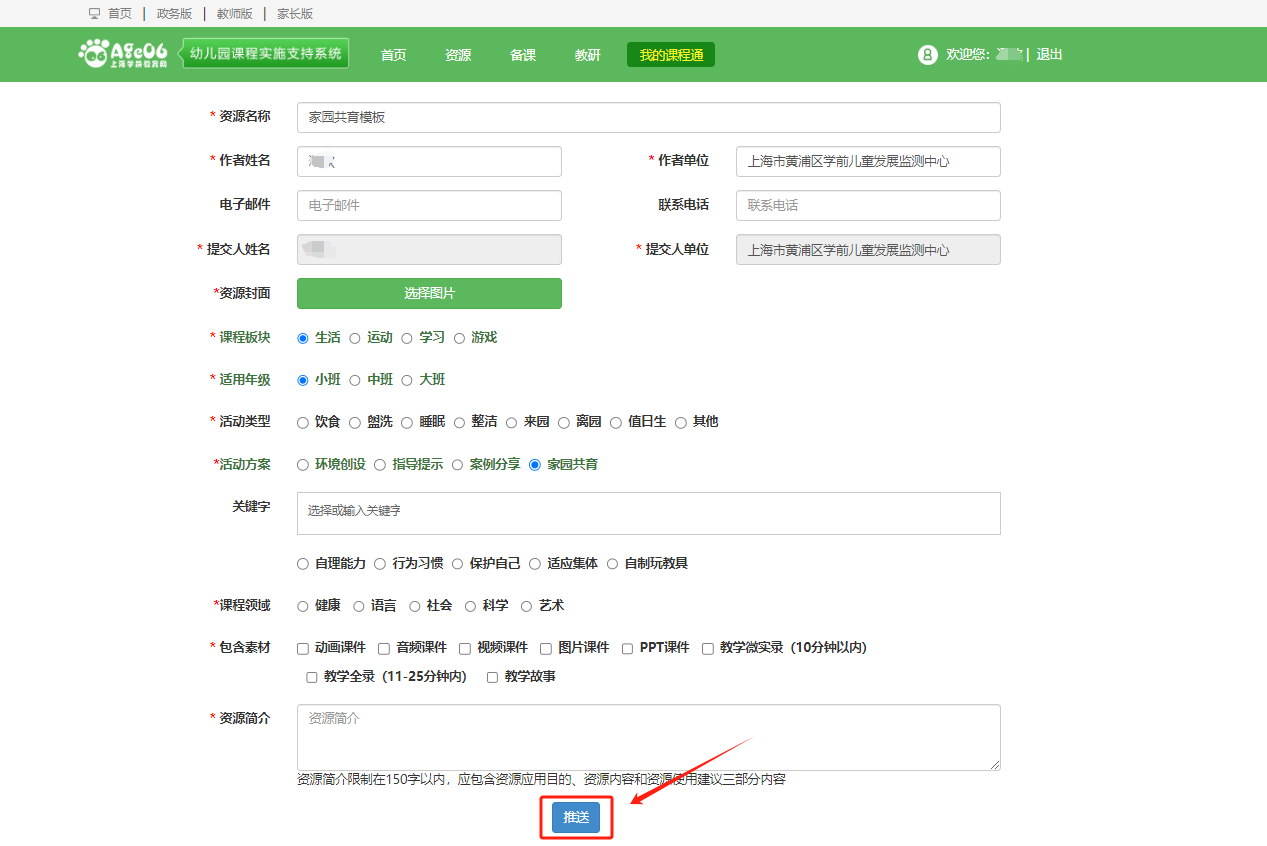 首页 | 政务版 | 教师版 | 家长版
Age06 上海学前教育网 幼儿园课程实施支持系统 首页 资源 备课 教研 我的课程通 欢迎您: | 退出
* 资源名称 家园共育模板
* 作者姓名 * 作者单位 上海市黄浦区学前儿童发展监测中心
电子邮件 电子邮件 联系电话 联系电话
* 提交人姓名 * 提交人单位 上海市黄浦区学前儿童发展监测中心
*资源封面 选择图片
* 课程板块 生活 运动 学习 游戏
* 适用年级 小班 中班 大班
* 活动类型 饮食 盥洗 睡眠 整洁 来园 离园 值日生 其他
*活动方案 环境创设 指导提示 案例分享 家园共育
关键字 选择或输入关键字
自理能力 行为习惯 保护自己 适应集体 自制玩教具
*课程领域 健康 语言 社会 科学 艺术
* 包含素材 动画课件 音频课件 视频课件 图片课件 PPT课件 教学微实录（10分钟以内）
教学全录（11-25分钟内） 教学故事
* 资源简介 资源简介
资源简介限制在150字以内，应包含资源应用目的、资源内容和资源使用建议三部分内容
推送